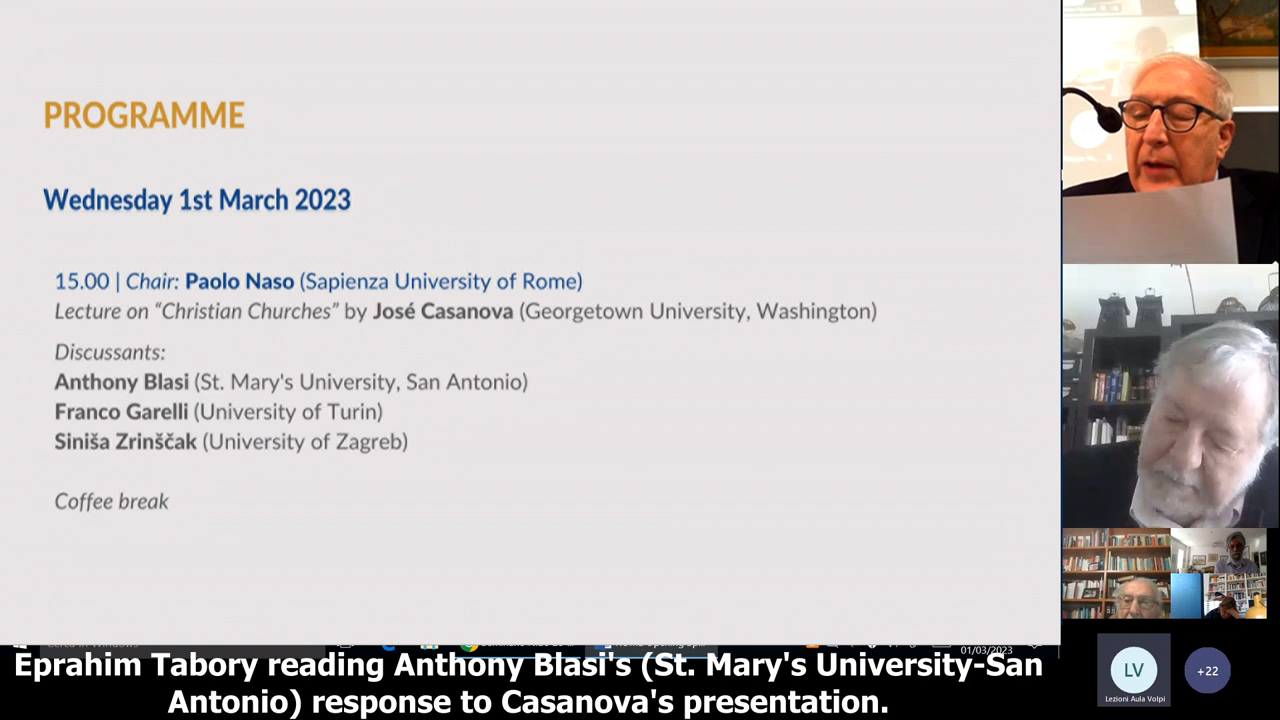 PROGRAMME
Wednesday 1st March 2023
15.00 | Chair: Paolo Naso (Sapienza University of Rome)
Lecture on “Christian Churches” by José Casanova (Georgetown University, Washington)
Discussants:
Anthony Blasi (St. Mary's University, San Antonio)
Franco Garelli (University of Turin)
Siniša Zrinščak (University of Zagreb)
Coffee break
01/03/2023
Eprahim Tabory reading Anthony Blasi's (St. Mary's University-San
Antonio) response to Casanova's presentation.
LV
Lezioni Aula Volpi
+22